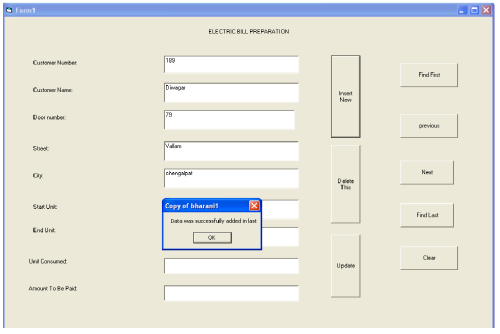 Form1
ELECTRIC BILL PREPARATION
Customer Number: 189
Customer Name: Diwagar
Door number: 79
Street: Vallam
City: chengalpat
Start Unit:
End Unit:
Unit Consumed:
Amount To Be Paid:
Insert New
Delete This
Update
Find First
previous
Next
Find Last
Clear
Copy of bharani1
Data was successfully added in last
OK